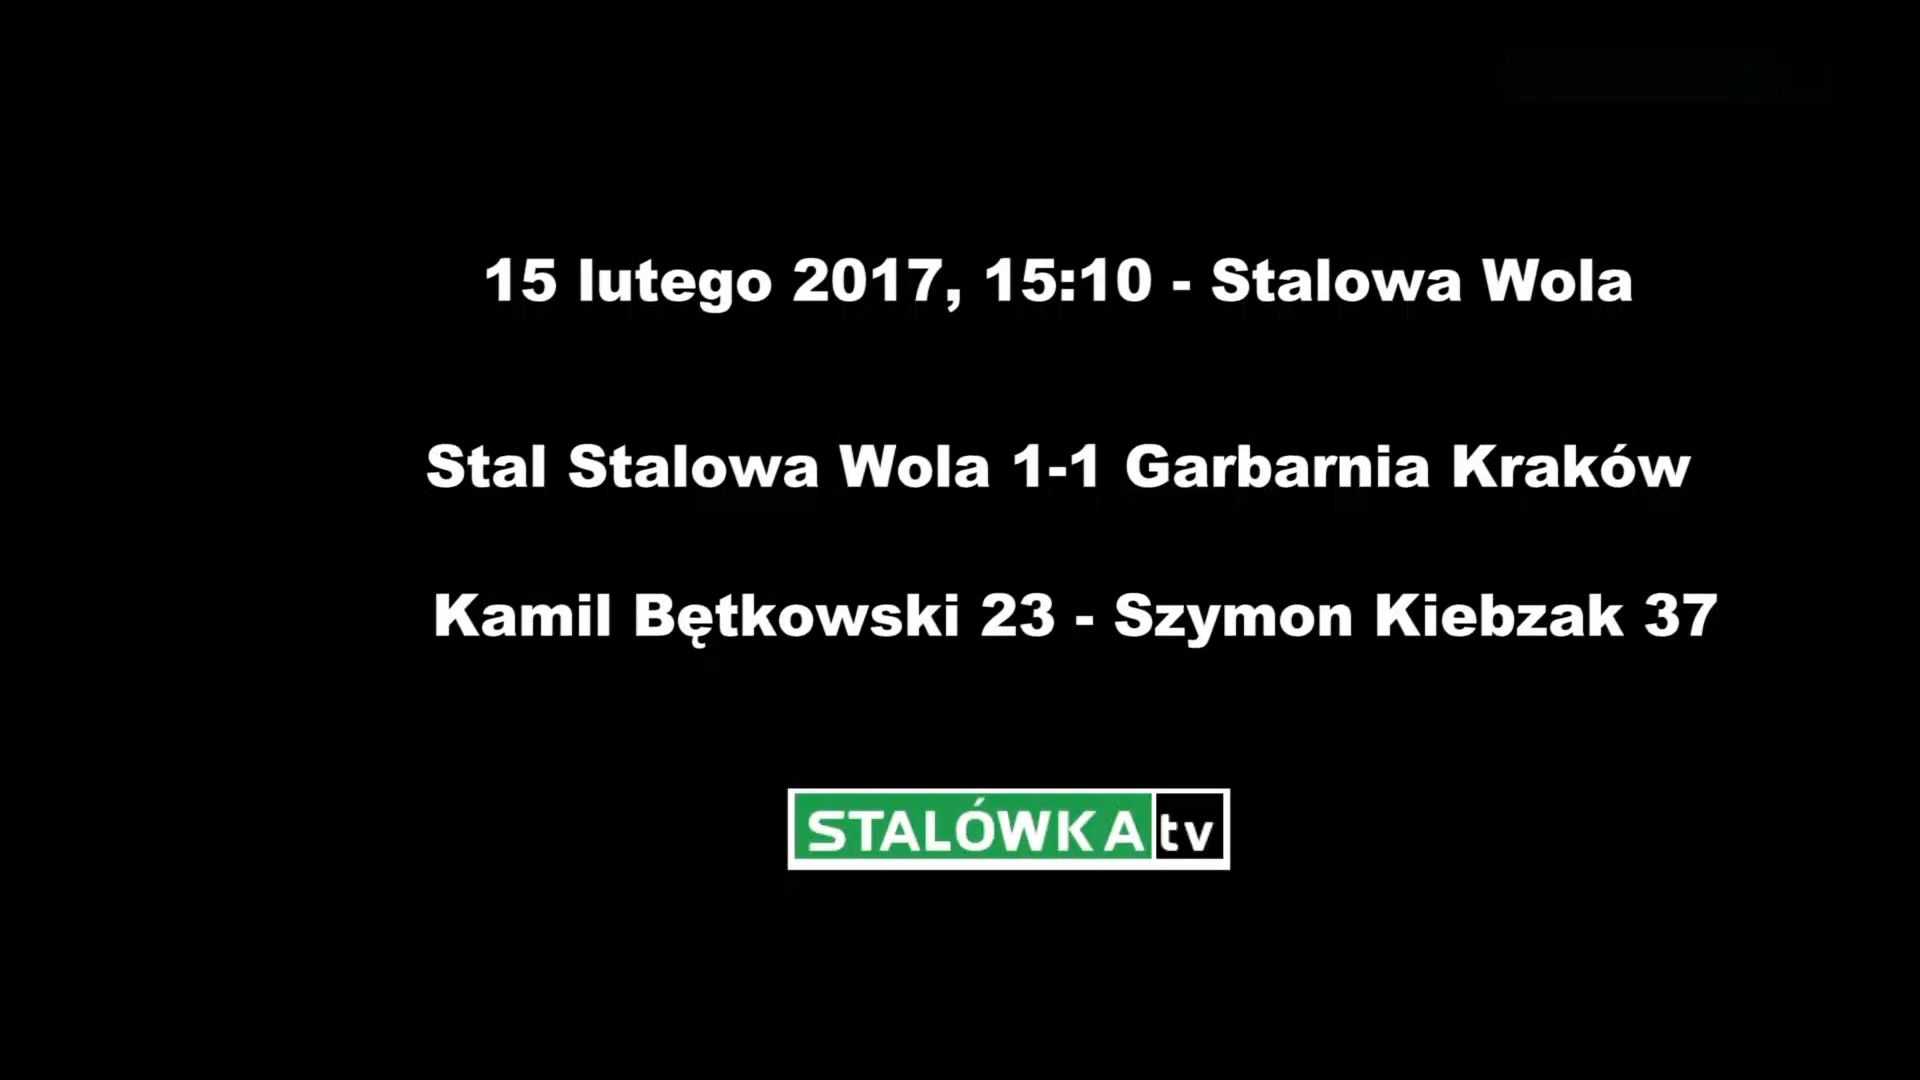 15 lutego 2017, 15:10 - Stalowa Wola
Stal Stalowa Wola 1-1 Garbarnia Kraków
Kamil Bętkowski 23 - Szymon Kiebzak 37
STALÓWKA tv